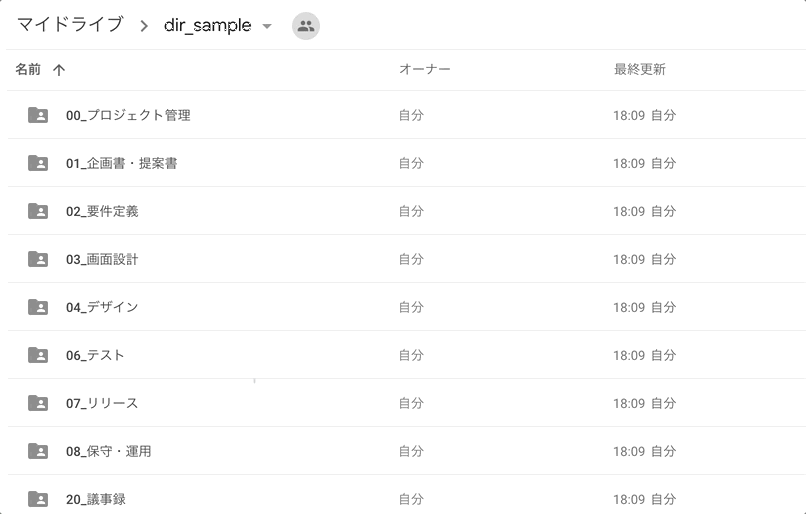 マイドライブ > dir_sample
名前 ↑ オーナー 最終更新
00_プロジェクト管理 自分 18:09 自分
01_企画書・提案書 自分 18:09 自分
02_要件定義 自分 18:09 自分
03_画面設計 自分 18:09 自分
04_デザイン 自分 18:09 自分
06_テスト 自分 18:09 自分
07_リリース 自分 18:09 自分
08_保守・運用 自分 18:09 自分
20_議事録 自分 18:09 自分